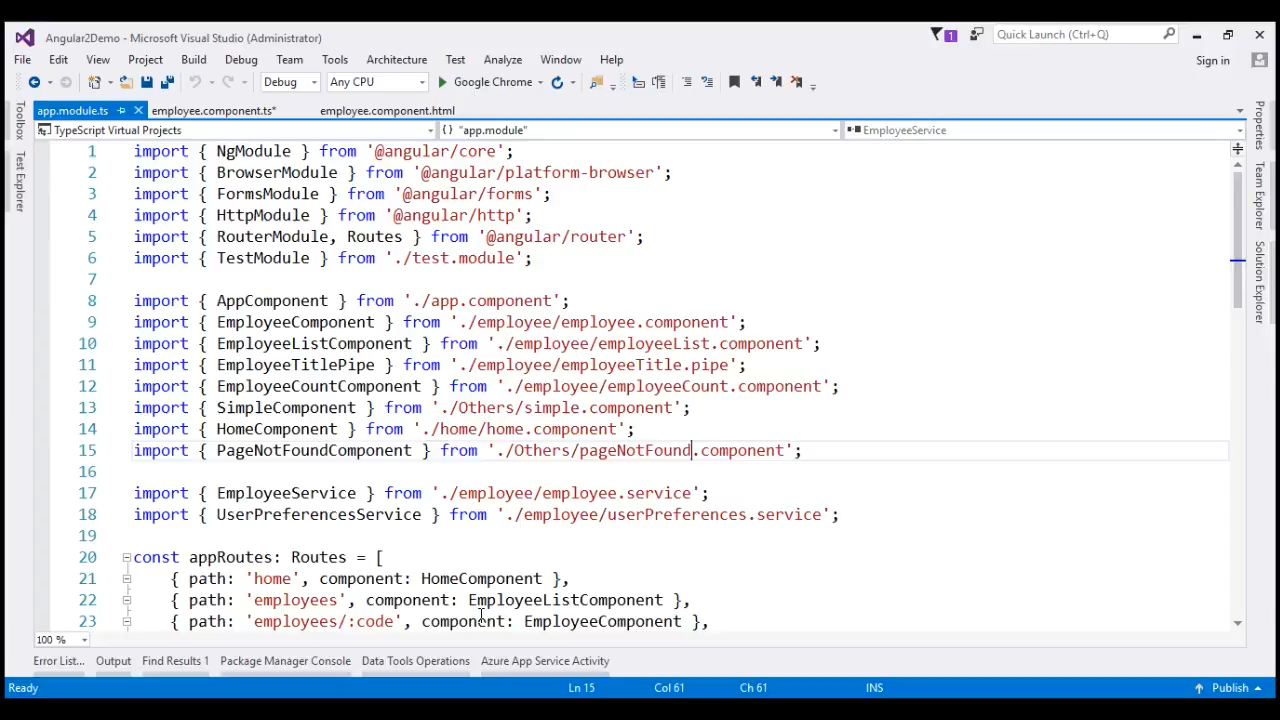 Angular2Demo - Microsoft Visual Studio (Administrator)
1
Quick Launch (Ctrl+Q)
File Edit View Project Build Debug Team Tools Architecture Test Analyze Window Help
Sign in
Debug Any CPU Google Chrome
app.module.ts employee.component.ts* employee.component.html
TypeScript Virtual Projects {} "app.module" EmployeeService
Toolbox
Test Explorer
Properties
Team Explorer
Solution Explorer
1 import { NgModule } from '@angular/core';
2 import { BrowserModule } from '@angular/platform-browser';
3 import { FormsModule } from '@angular/forms';
4 import { HttpModule } from '@angular/http';
5 import { RouterModule, Routes } from '@angular/router';
6 import { TestModule } from './test.module';
7
8 import { AppComponent } from './app.component';
9 import { EmployeeComponent } from './employee/employee.component';
10 import { EmployeeListComponent } from './employee/employeeList.component';
11 import { EmployeeTitlePipe } from './employee/employeeTitle.pipe';
12 import { EmployeeCountComponent } from './employee/employeeCount.component';
13 import { SimpleComponent } from './Others/simple.component';
14 import { HomeComponent } from './home/home.component';
15 import { PageNotFoundComponent } from './Others/pageNotFound.component';
16
17 import { EmployeeService } from './employee/employee.service';
18 import { UserPreferencesService } from './employee/userPreferences.service';
19
20 const appRoutes: Routes = [
21 { path: 'home', component: HomeComponent },
22 { path: 'employees', component: EmployeeListComponent },
23 { path: 'employees/:code', component: EmployeeComponent },
100 %
Error List... Output Find Results 1 Package Manager Console Data Tools Operations Azure App Service Activity
Ready Ln 15 Col 61 Ch 61 INS Publish